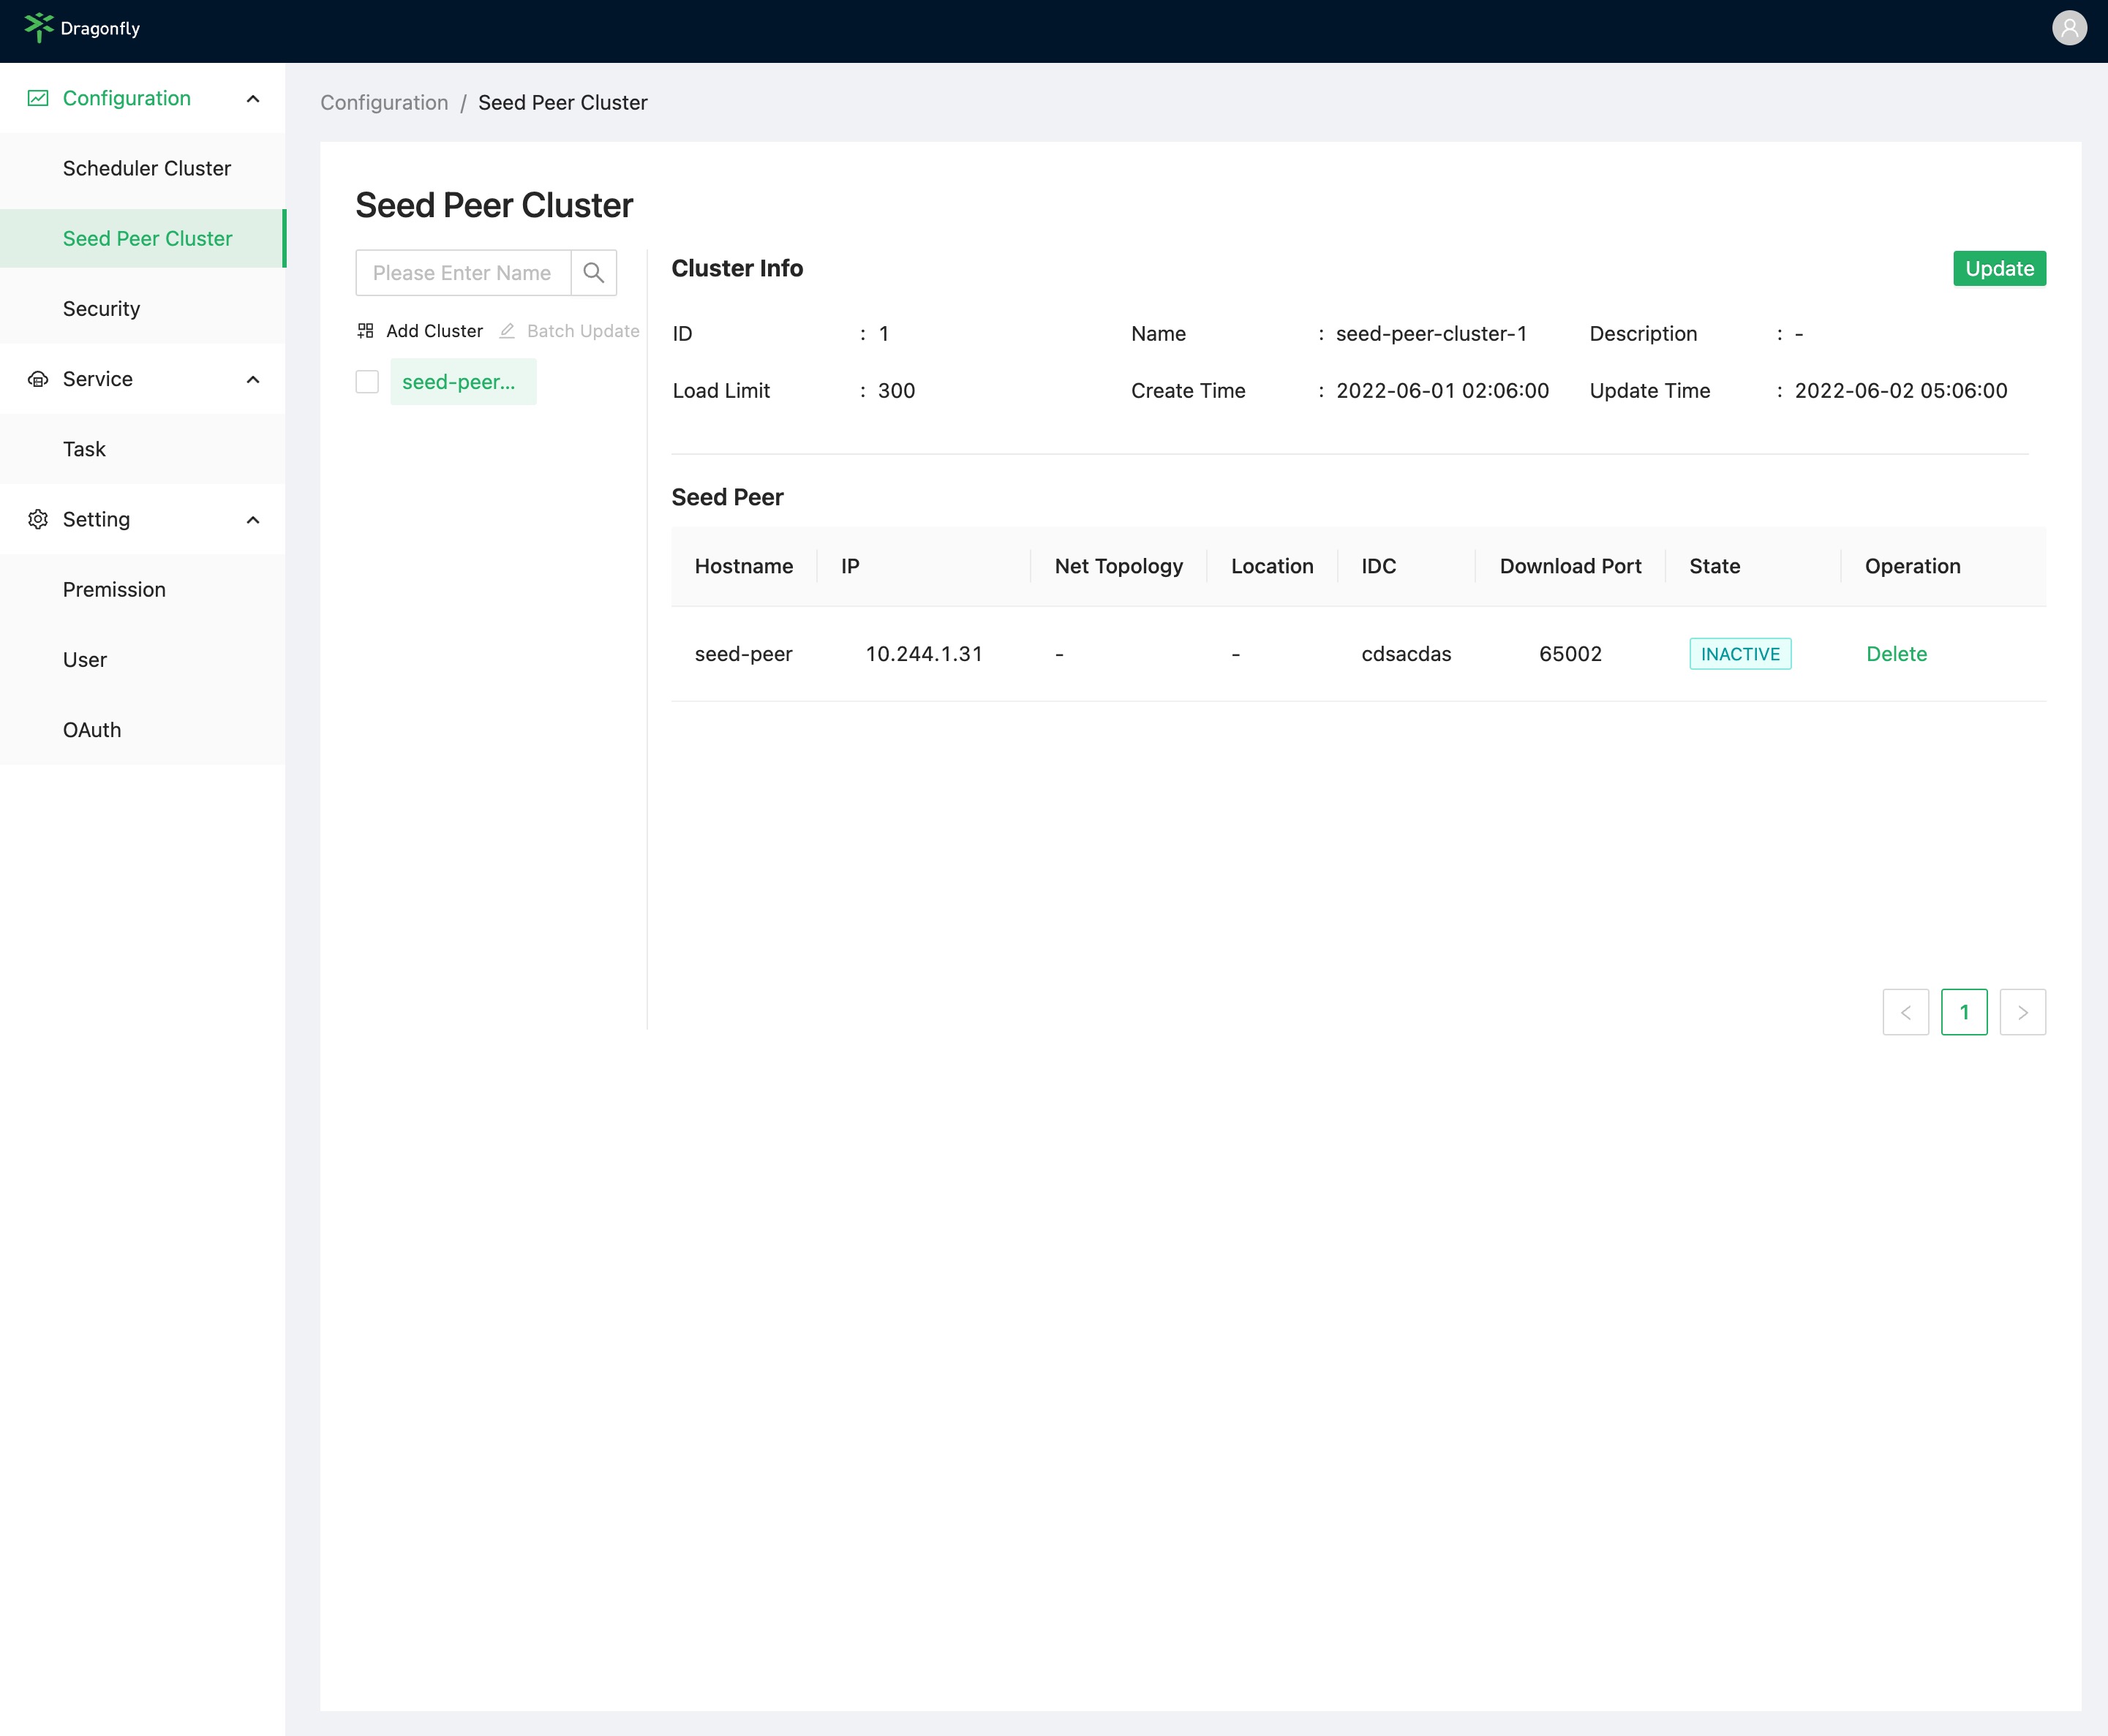 Dragonfly
Configuration
Scheduler Cluster
Seed Peer Cluster
Security
Service
Task
Setting
Premission
User
OAuth
Configuration / Seed Peer Cluster
Seed Peer Cluster
Please Enter Name
Add Cluster Batch Update
seed-peer...
Cluster Info Update
ID : 1 Name : seed-peer-cluster-1 Description : -
Load Limit : 300 Create Time : 2022-06-01 02:06:00 Update Time : 2022-06-02 05:06:00
Seed Peer
Hostname IP Net Topology Location IDC Download Port State Operation
seed-peer 10.244.1.31 - - cdsacdas 65002 INACTIVE Delete
< 1 >